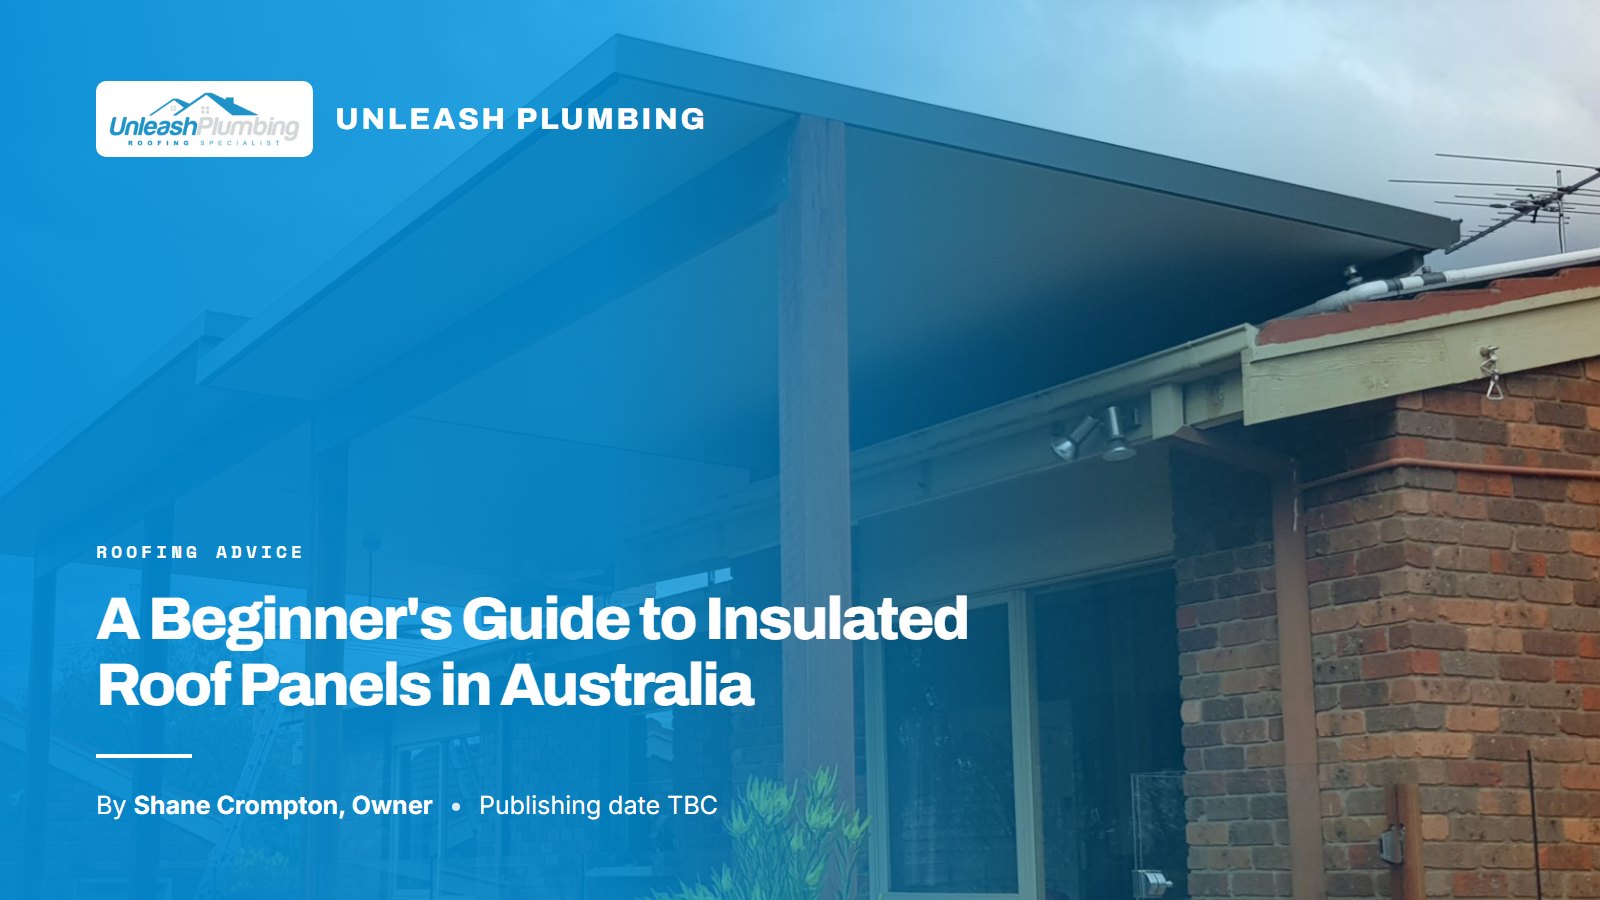 UnleashPlumbing
ROOFING SPECIALIST
UNLEASH PLUMBING
ROOFING ADVICE
A Beginner's Guide to Insulated
Roof Panels in Australia
By Shane Crompton, Owner • Publishing date TBC